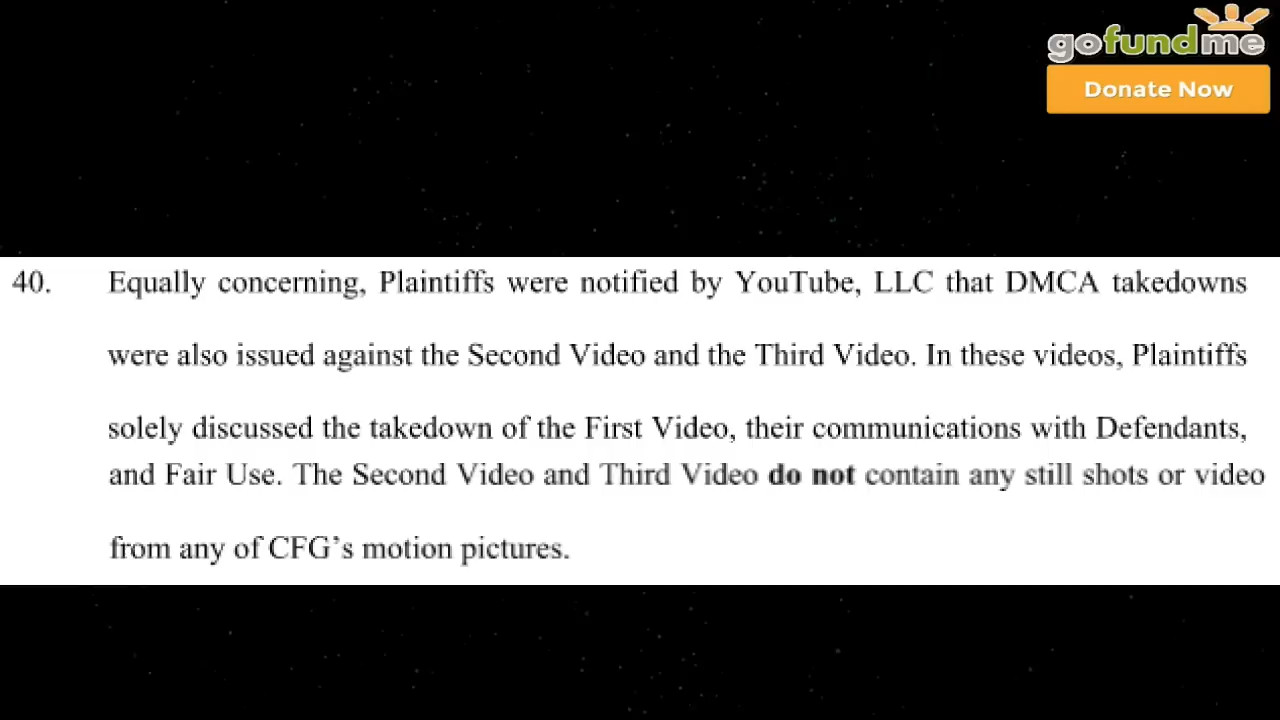 gofundme
Donate Now
40. Equally concerning, Plaintiffs were notified by YouTube, LLC that DMCA takedowns
were also issued against the Second Video and the Third Video. In these videos, Plaintiffs
solely discussed the takedown of the First Video, their communications with Defendants,
and Fair Use. The Second Video and Third Video do not contain any still shots or video
from any of CFG’s motion pictures.